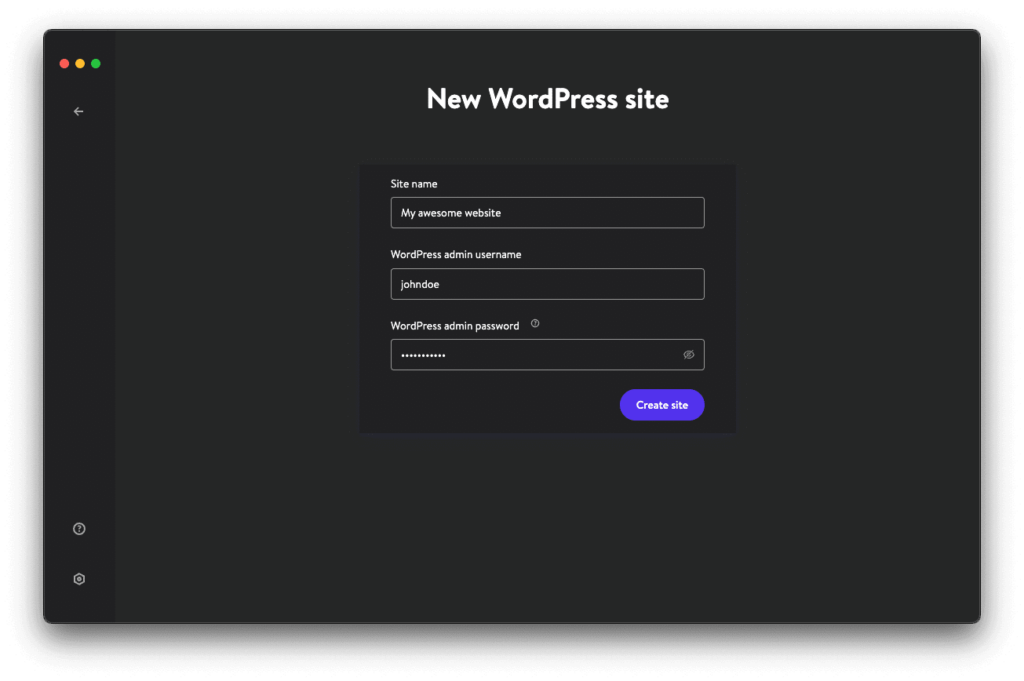 New WordPress site
Site name
My awesome website
WordPress admin username
johndoe
WordPress admin password
•••••••••••
Create site